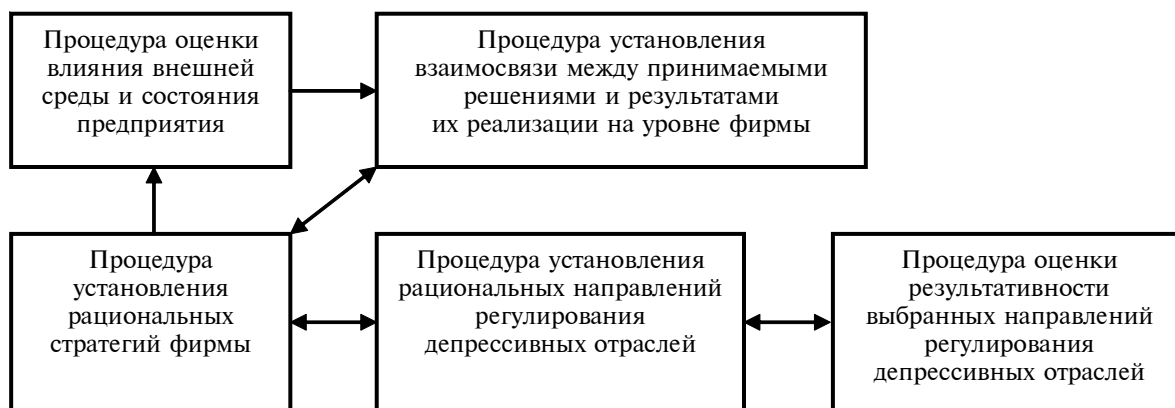 Процедура оценки
влияния внешней
среды и состояния
предприятия
Процедура установления
взаимосвязи между принимаемыми
решениями и результатами
их реализации на уровне фирмы
Процедура
установления
рациональных
стратегий фирмы
Процедура установления
рациональных направлений
регулирования
депрессивных отраслей
Процедура оценки
результативности
выбранных направлений
регулирования
депрессивных отраслей